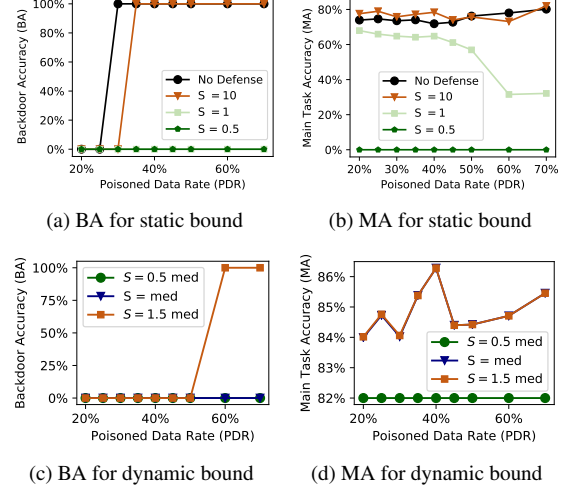 100%
80%
60%
40%
20%
0%
Backdoor Accuracy (BA)
No Defense
S = 10
S = 1
S = 0.5
20% 40% 60%
Poisoned Data Rate (PDR)
(a) BA for static bound
80%
60%
40%
20%
0%
Main Task Accuracy (MA)
No Defense
S = 10
S = 1
S = 0.5
20% 30% 40% 50% 60% 70%
Poisoned Data Rate (PDR)
(b) MA for static bound
100%
75%
50%
25%
0%
Backdoor Accuracy (BA)
S = 0.5 med
S = med
S = 1.5 med
20% 40% 60%
Poisoned Data Rate (PDR)
(c) BA for dynamic bound
86%
85%
84%
83%
82%
Main Task Accuracy (MA)
S = 0.5 med
S = med
S = 1.5 med
20% 40% 60%
Poisoned Data Rate (PDR)
(d) MA for dynamic bound